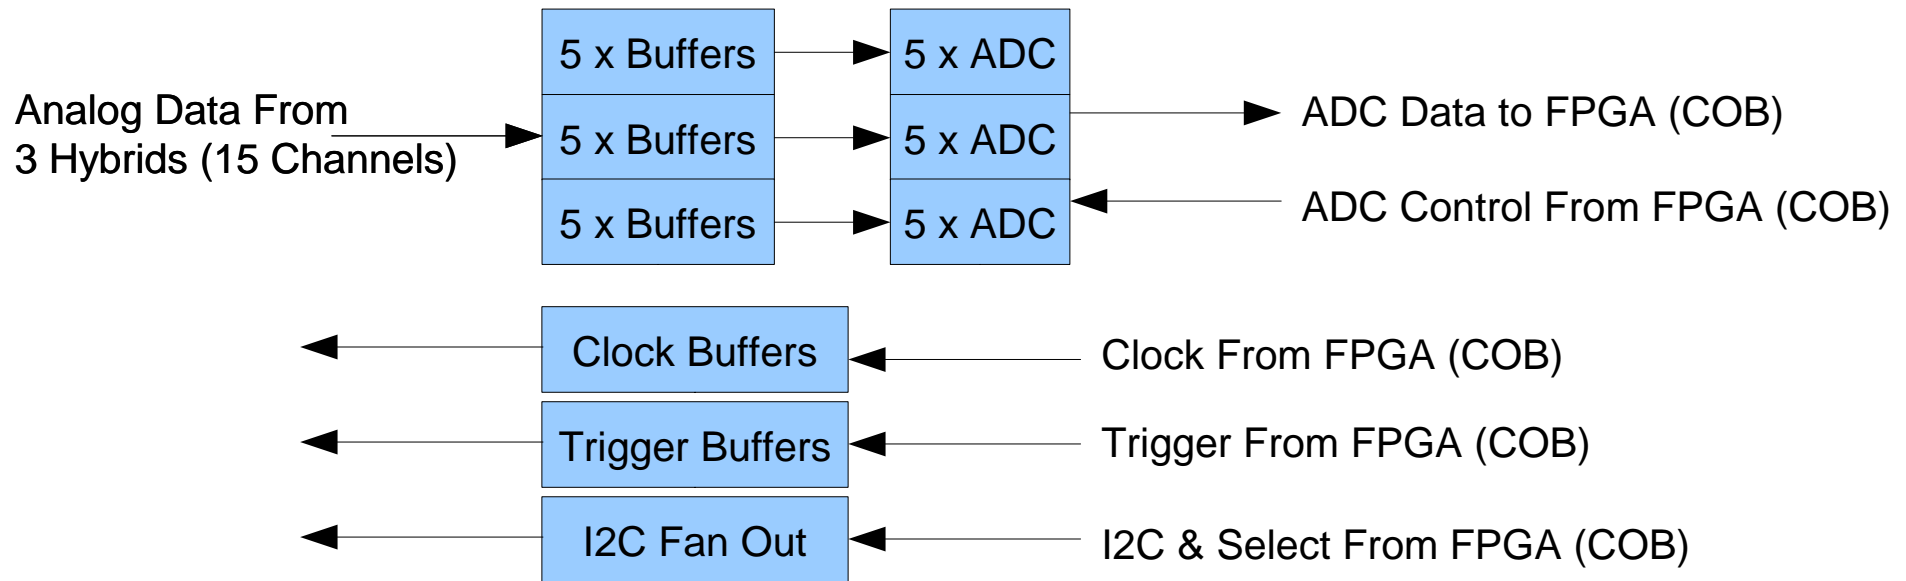 5 x Buffers
5 x ADC
Analog Data From
3 Hybrids (15 Channels)
5 x Buffers
5 x ADC
ADC Data to FPGA (COB)
5 x Buffers
5 x ADC
ADC Control From FPGA (COB)
Clock Buffers
Clock From FPGA (COB)
Trigger Buffers
Trigger From FPGA (COB)
I2C Fan Out
I2C & Select From FPGA (COB)